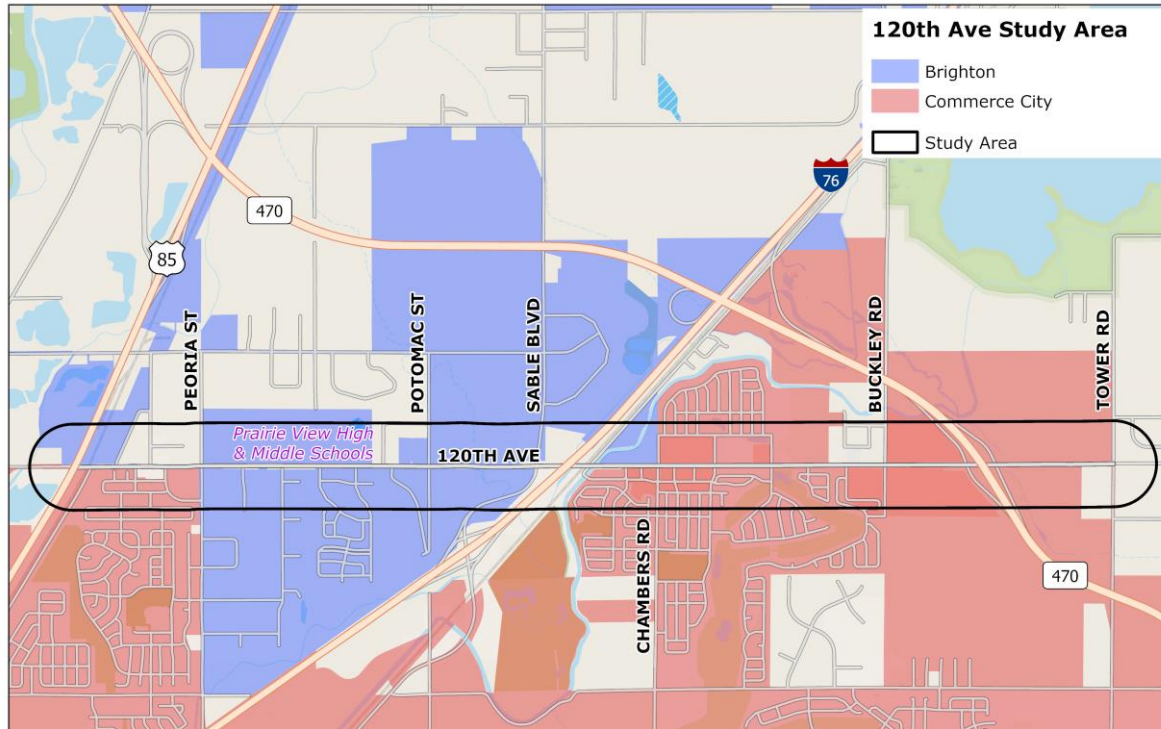 120th Ave Study Area
Brighton
Commerce City
Study Area
76
470
85
PEORIA ST
POTOMAC ST
SABLE BLVD
BUCKLEY RD
TOWER RD
Prairie View High
& Middle Schools
120TH AVE
CHAMBERS RD
470